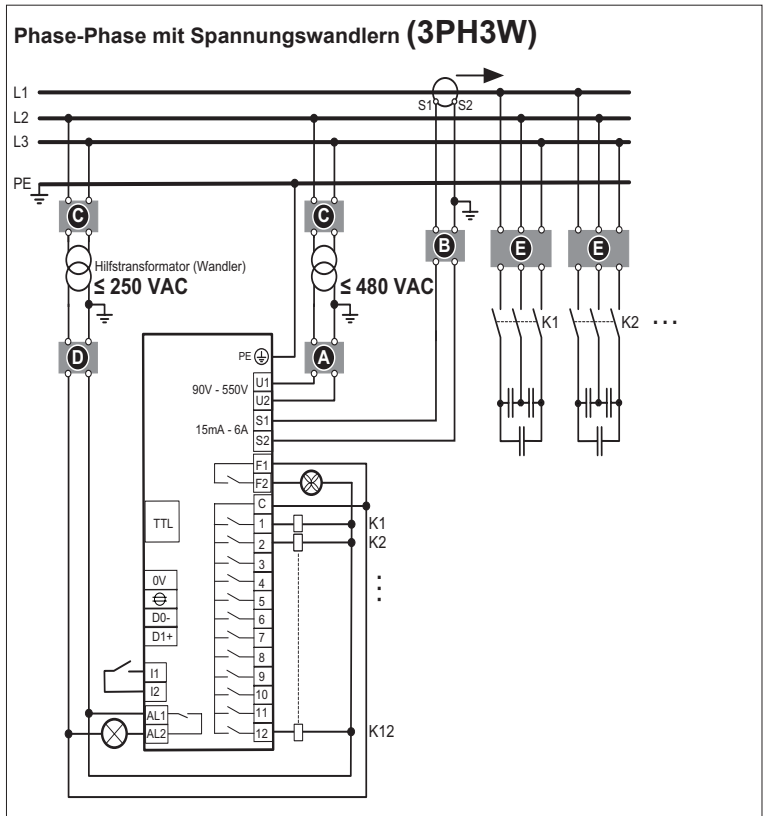 Phase-Phase mit Spannungswandlern (3PH3W)
L1
S1 S2
L2
L3
PE
C C
B E E
Hilfstransformator (Wandler)
≤ 250 VAC ≤ 480 VAC
K1 K2 ...
D A
PE
90V - 550V U1
U2
15mA - 6A S1
S2
F1
F2
C
TTL 1 K1
2 K2
3
0V 4
5
D0- 6
D1+ 7
8
I1 9
I2 10
AL1 11
AL2 12 K12